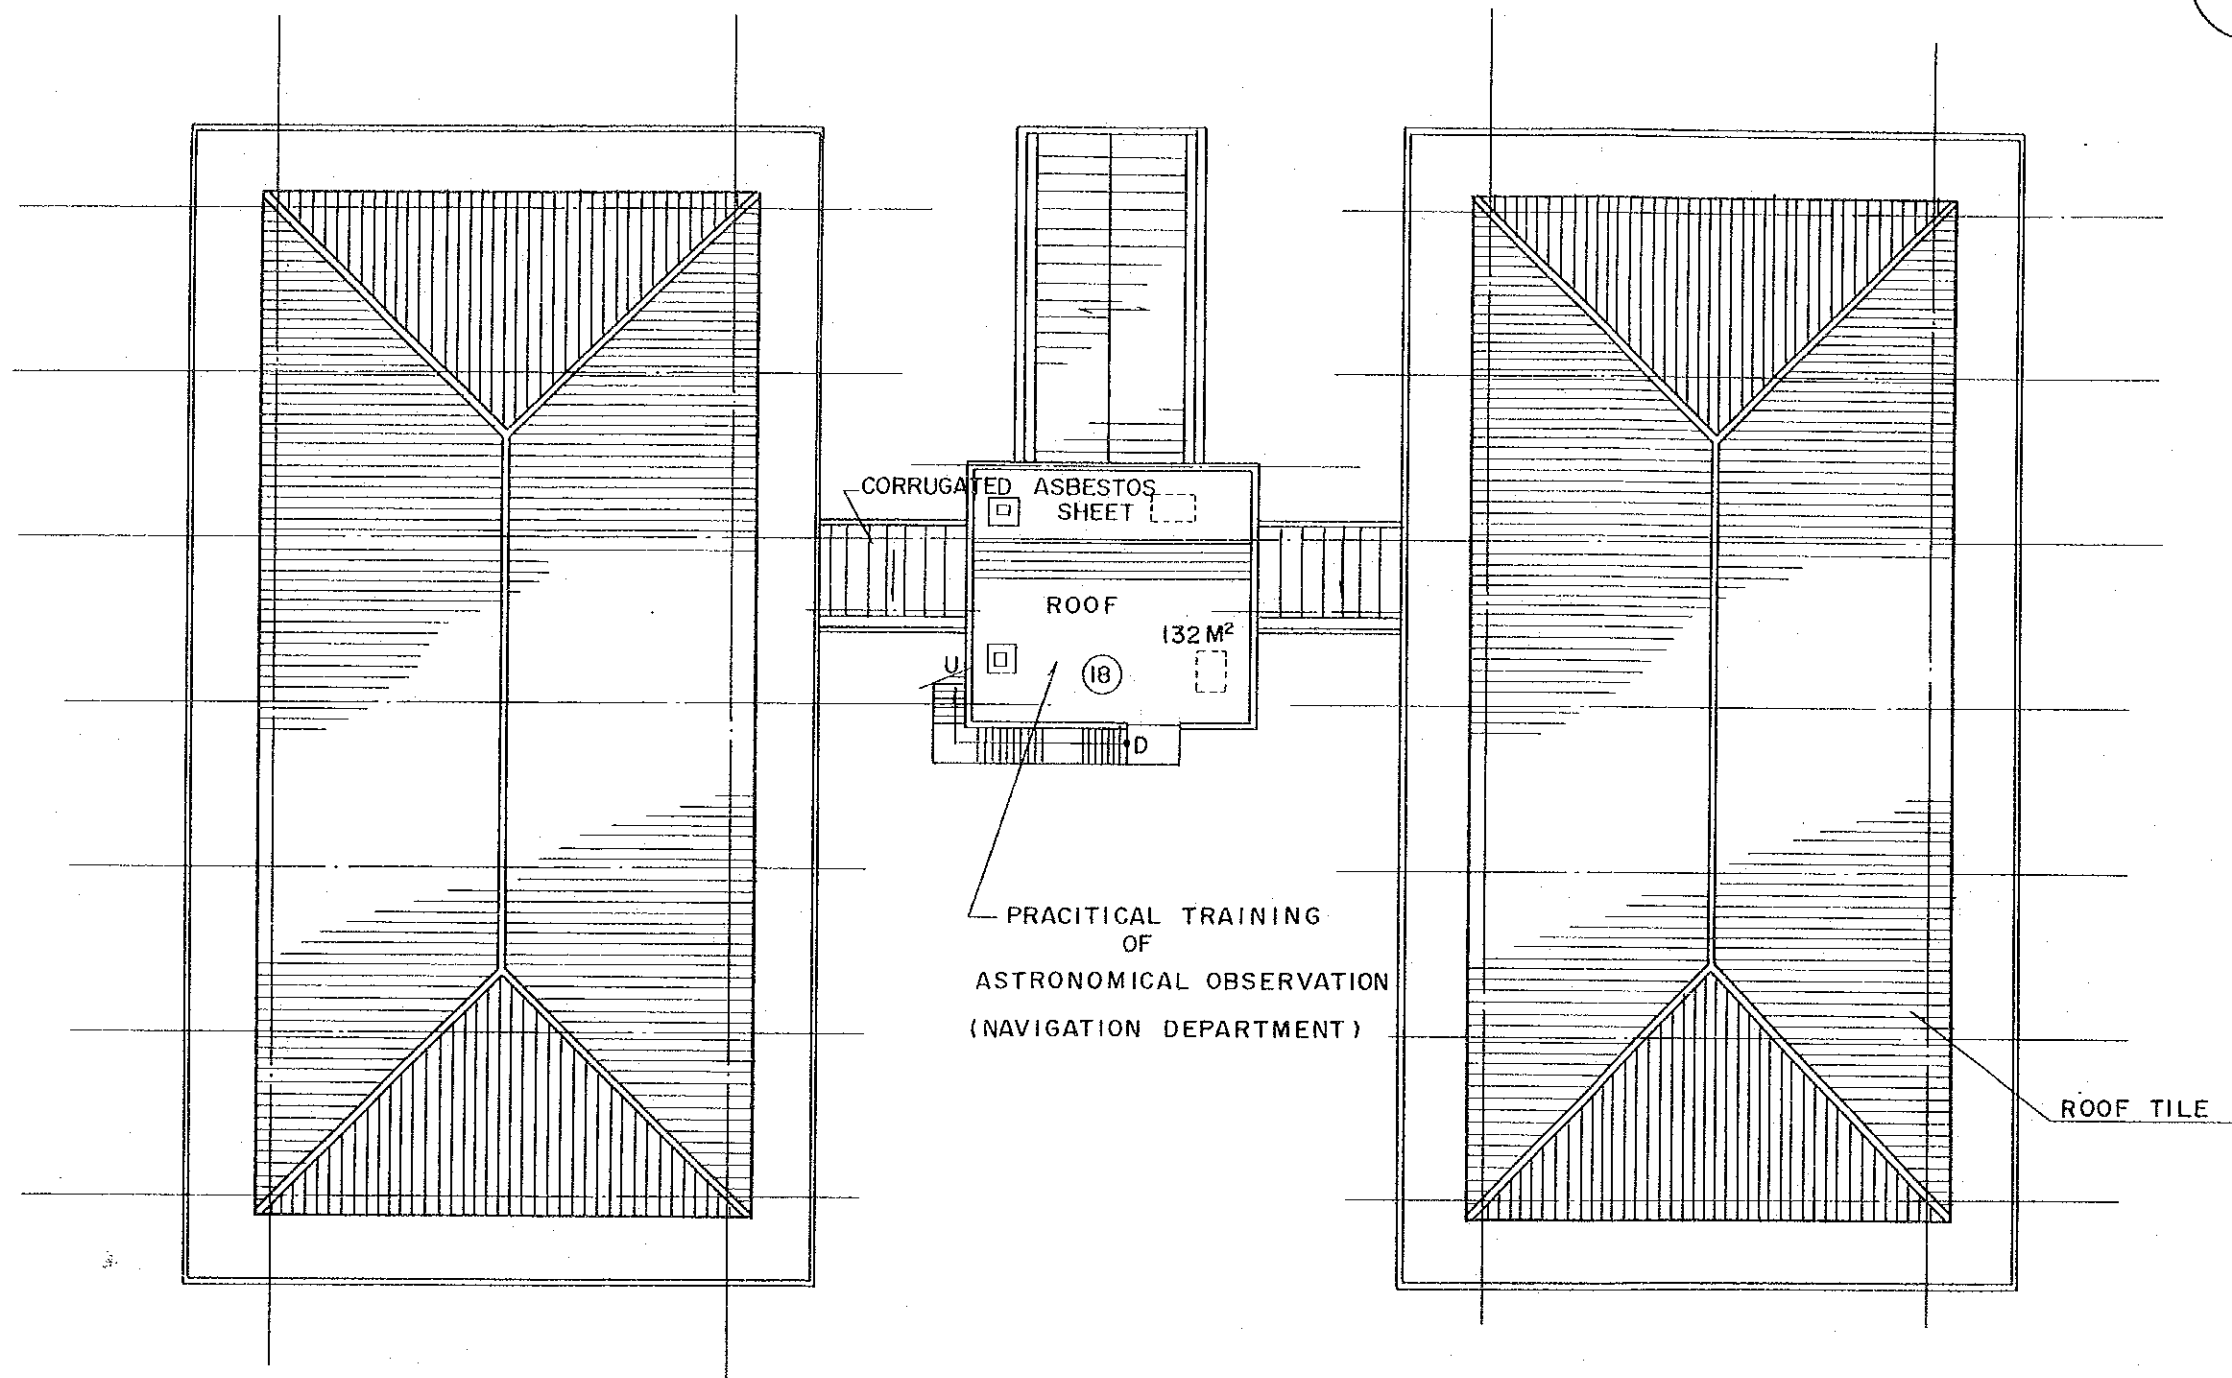 CORRUGATED ASBESTOS
SHEET
ROOF
132 M²
U
18
D
PRACITICAL TRAINING
OF
ASTRONOMICAL OBSERVATION
(NAVIGATION DEPARTMENT)
ROOF TILE